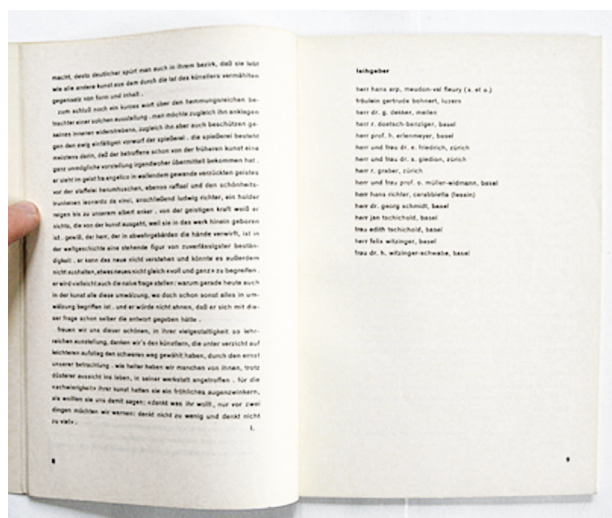 macht, desto deutlicher spürt man auch in ihrem bezirk, daß sie lebt
wie alle andere kunst aus dem durch die tat des künstlers vermählten
gegensatz von form und inhalt.
zum schluß noch ein kurzes wort über den hemmungsreichen be-
trachter einer solchen ausstellung. man möchte zugleich ihn anklagen
seines inneren widerstrebens, zugleich ihn aber auch beschützen ge-
gen den ewig einfältigen vorwurf der spießerei. die spießerei besteht
meistens darin, daß der betroffene schon von der früheren kunst eine
ganz unmögliche vorstellung irgendwoher übermittelt bekommen hat.
er sieht im geist fra angelico in wallendem gewande verzückten geistes
vor der staffelei herumhuschen, ebenso raffael und den schönheits-
trunkenen leonardo da vinci, anschließend ludwig richter, ein holder
reigen bis zu unserem albert anker. von der geistigen kraft weiß er
nichts, die von der kunst ausgeht, weil sie in das werk hinein geboren
ist. gewiß, der herr, der in abwehrgebärden die hände verwirft, ist in
der weltgeschichte eine stehende figur von zuverlässigster bestän-
digkeit. er kann das neue nicht verstehen und könnte es außerdem
nicht aushalten, etwas neues nicht gleich «voll und ganz» zu begreifen.
er wird vielleicht auch die naive frage stellen: warum gerade heute auch
in der kunst alle diese umwälzung, wo doch schon sonst alles in um-
wälzung begriffen ist. und er würde nicht ahnen, daß er sich mit die-
ser frage schon selber die antwort gegeben hätte.
freuen wir uns dieser schönen, in ihrer vielgestaltigkeit so lehr-
reichen ausstellung, danken wir's den künstlern, die unter verzicht auf
leichteren aufstieg den schweren weg gewählt haben, durch den ernst
unserer betrachtung. wie heiter haben wir manchen von ihnen, trotz
düsterer aussicht ins leben, in seiner werkstatt angetroffen. für die
«schwierigkeit» ihrer kunst hatten sie ein fröhliches augenzwinkern,
als wollten sie uns damit sagen: «denkt was ihr wollt, nur vor zwei
dingen möchten wir warnen: denkt nicht zu wenig und denkt nicht
zu viel».
l.
8
leihgeber
herr hans arp, meudon-val fleury (s. et o.)
fräulein gertrude bohnert, luzern
herr dr. g. dekker, meilen
herr r. doetsch-benziger, basel
herr prof. h. erlenmeyer, basel
herr und frau dr. e. friedrich, zürich
herr und frau dr. s. giedion, zürich
herr r. graber, zürich
herr und frau prof. o. müller-widmann, basel
herr hans richter, carabbietta (tessin)
herr dr. georg schmidt, basel
herr jan tschichold, basel
frau edith tschichold, basel
herr felix witzinger, basel
frau dr. h. witzinger-schwabe, basel
9